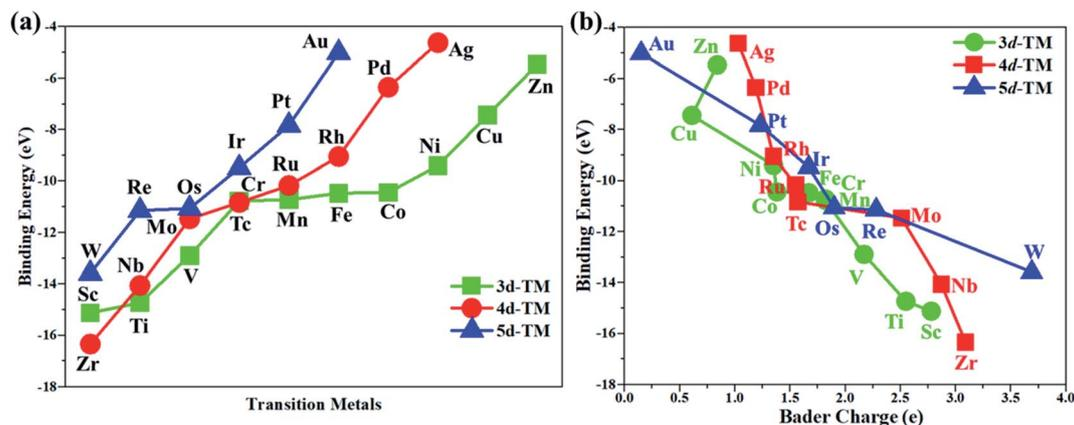 (a)
-4
-6
-8
-10
-12
-14
-16
-18
Binding Energy (eV)
Au
Ag
Pd
Zn
Pt
Cu
Ir
Rh
Ru
Ni
Re
Os
Cr
Mo
Tc
Mn
Fe
Co
W
Nb
V
Sc
Ti
Zr
3d-TM
4d-TM
5d-TM
Transition Metals
(b)
-4
-6
-8
-10
-12
-14
-16
-18
Binding Energy (eV)
Au
Zn
Ag
3d-TM
4d-TM
5d-TM
Pd
Cu
Pt
Rh
Ni
Ir
Ru
Fe
Cr
Co
Mn
Tc
Os
Re
Mo
V
W
Nb
Ti
Sc
Zr
0.0 0.5 1.0 1.5 2.0 2.5 3.0 3.5 4.0
Bader Charge (e)